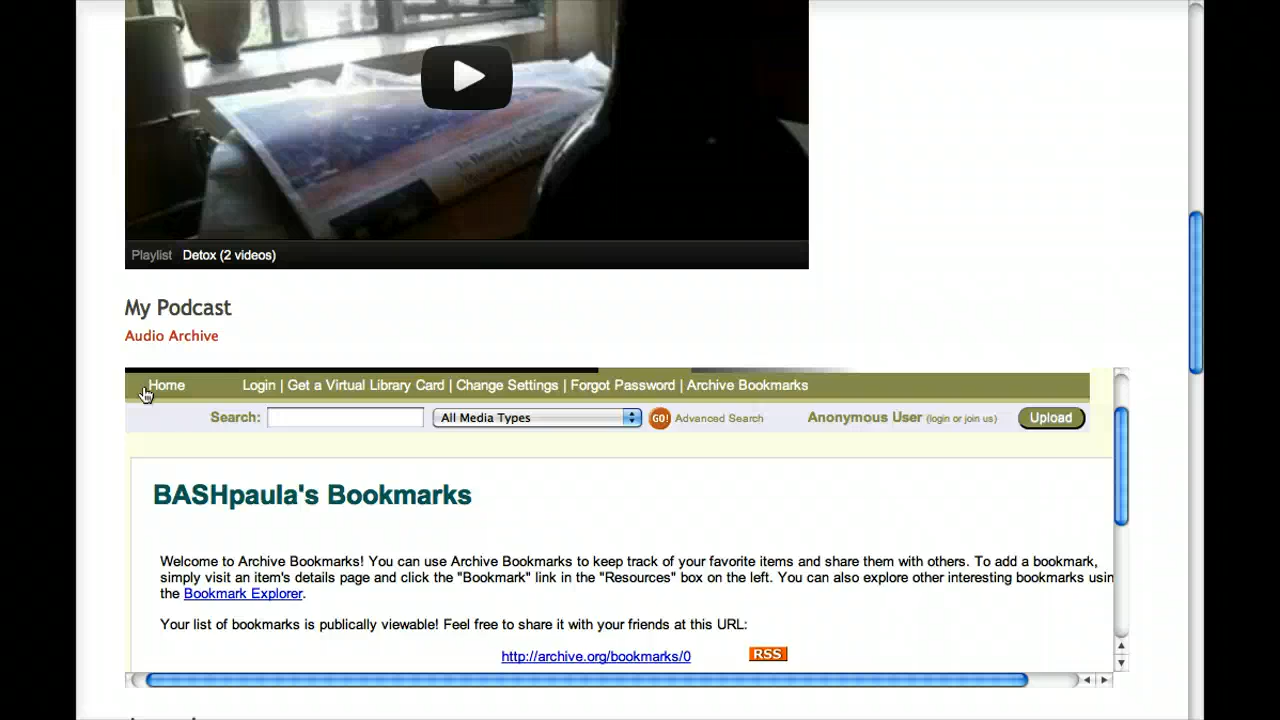 Playlist Detox (2 videos)
My Podcast
Audio Archive
Home Login | Get a Virtual Library Card | Change Settings | Forgot Password | Archive Bookmarks
Search: All Media Types GO! Advanced Search Anonymous User (login or join us) Upload
BASHpaula's Bookmarks
Welcome to Archive Bookmarks! You can use Archive Bookmarks to keep track of your favorite items and share them with others. To add a bookmark,
simply visit an item's details page and click the "Bookmark" link in the "Resources" box on the left. You can also explore other interesting bookmarks usin
the Bookmark Explorer.
Your list of bookmarks is publically viewable! Feel free to share it with your friends at this URL:
http://archive.org/bookmarks/0 RSS